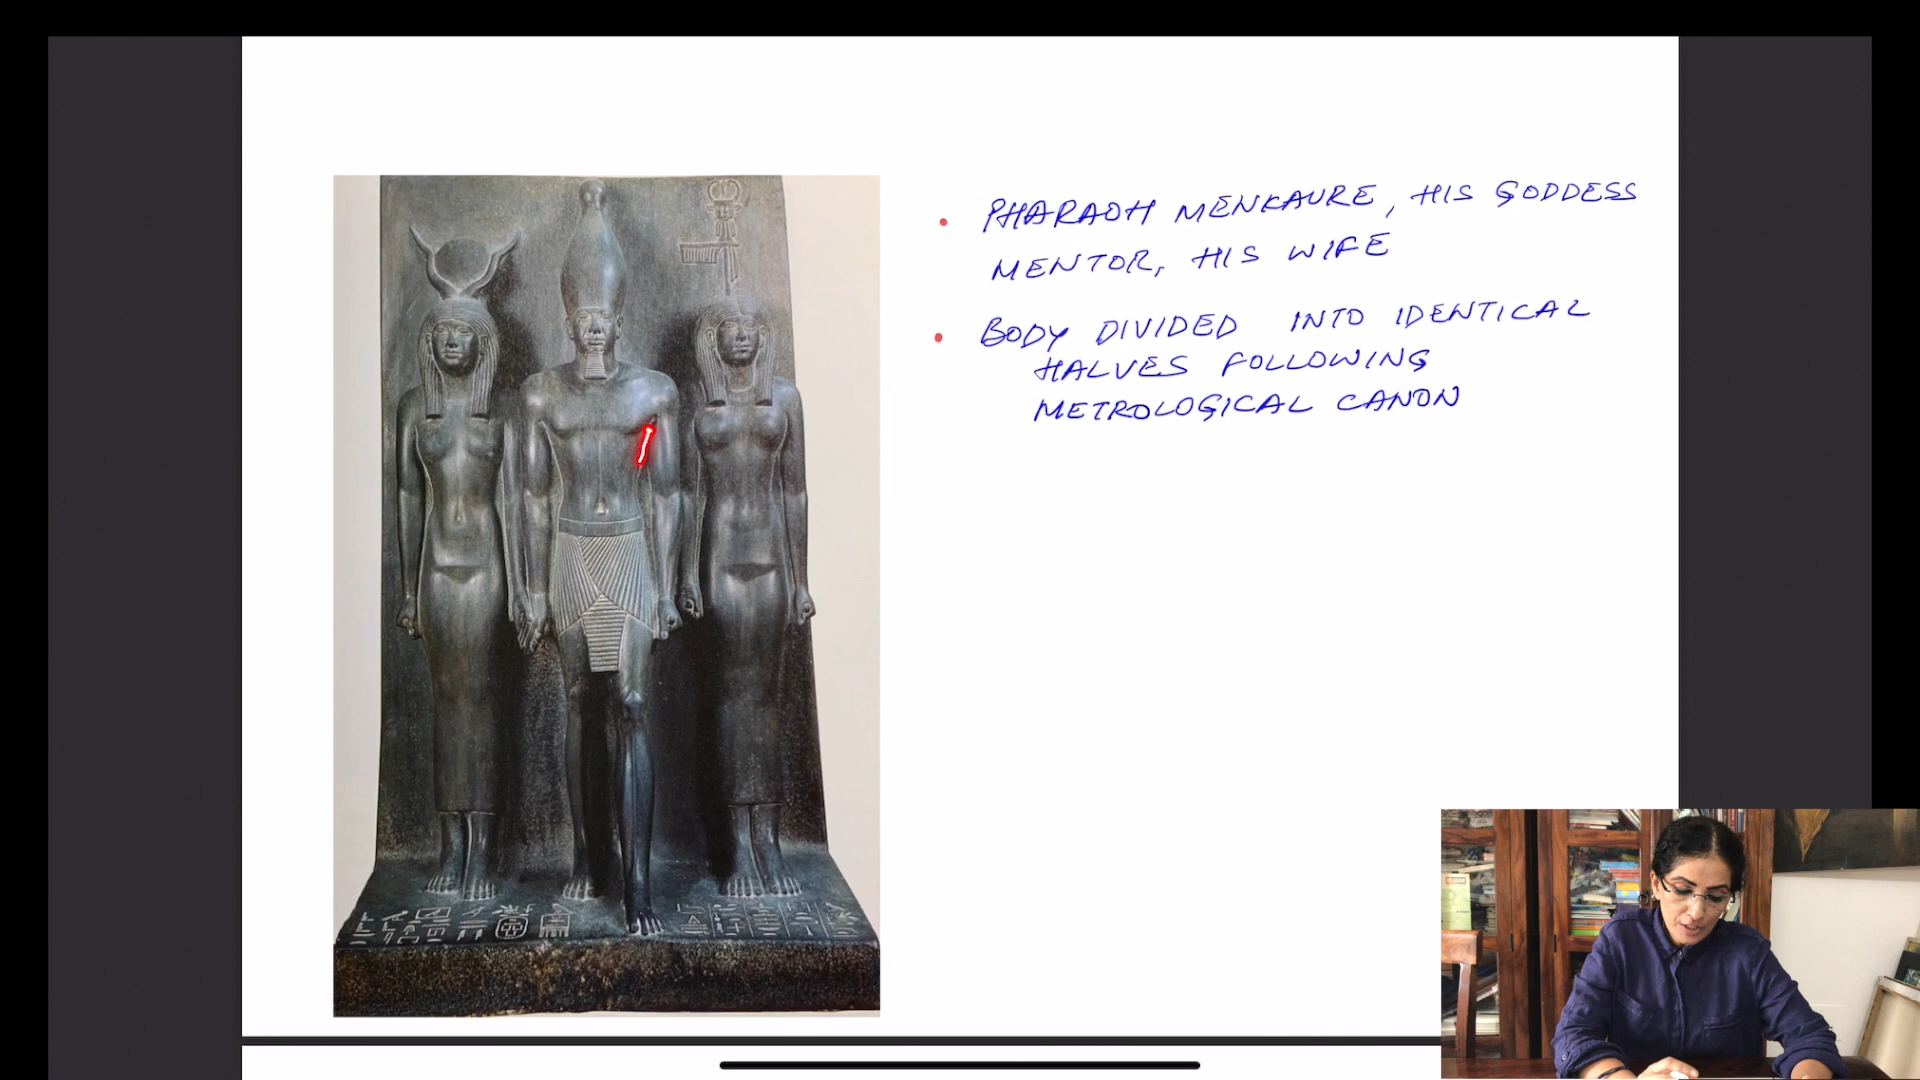 PHARAOH MENKAURE, HIS GODDESS
MENTOR, HIS WIFE
BODY DIVIDED INTO IDENTICAL
HALVES FOLLOWING
METROLOGICAL CANON